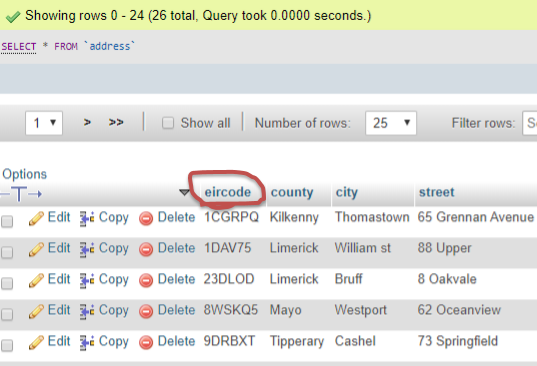 Showing rows 0 - 24 (26 total, Query took 0.0000 seconds.)
SELECT * FROM `address`
1 > >> Show all Number of rows: 25 Filter rows: S
Options
eircode county city street
Edit Copy Delete 1CGRPQ Kilkenny Thomastown 65 Grennan Avenue
Edit Copy Delete 1DAV75 Limerick William st 88 Upper
Edit Copy Delete 23DLOD Limerick Bruff 8 Oakvale
Edit Copy Delete 8WSKQ5 Mayo Westport 62 Oceanview
Edit Copy Delete 9DRBXT Tipperary Cashel 73 Springfield